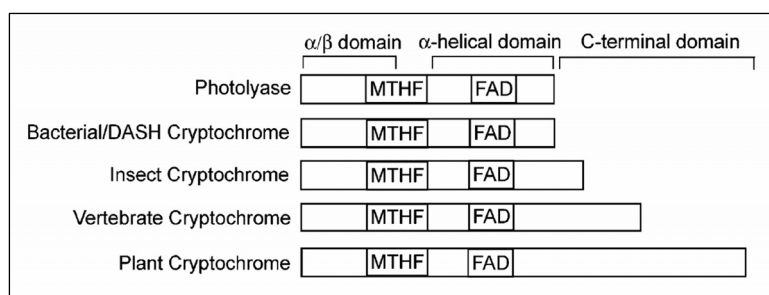 α/β domain α-helical domain C-terminal domain
Photolyase MTHF FAD
Bacterial/DASH Cryptochrome MTHF FAD
Insect Cryptochrome MTHF FAD
Vertebrate Cryptochrome MTHF FAD
Plant Cryptochrome MTHF FAD